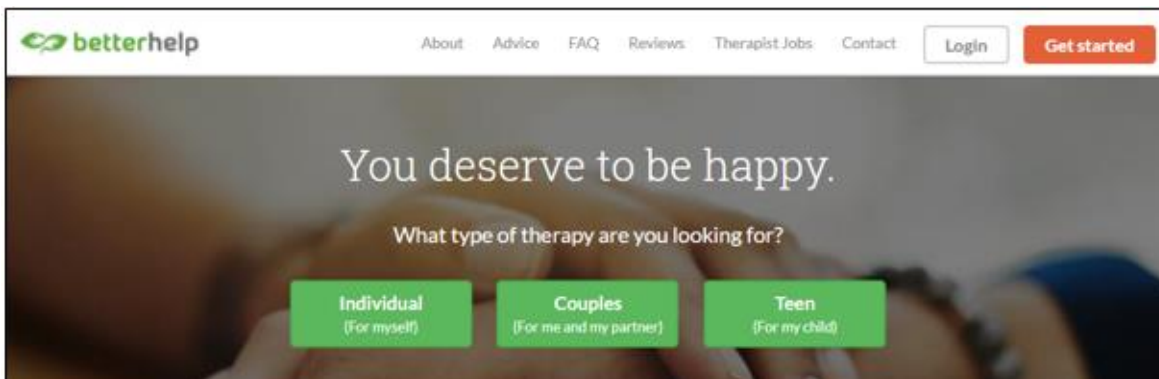 betterhelp
About Advice FAQ Reviews Therapist Jobs Contact Login Get started
You deserve to be happy.
What type of therapy are you looking for?
Individual Couples Teen
(For myself) (For me and my partner) (For my child)